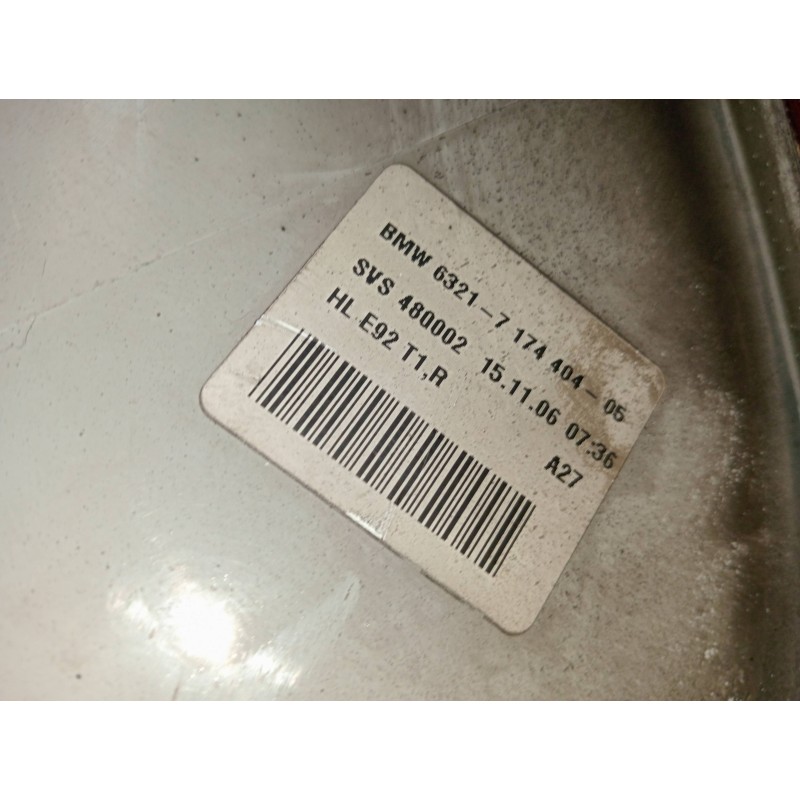 BMW 6321-7 174 404-05
SVS 480002 15.11.06 07:36
HL E92 T1,R A27